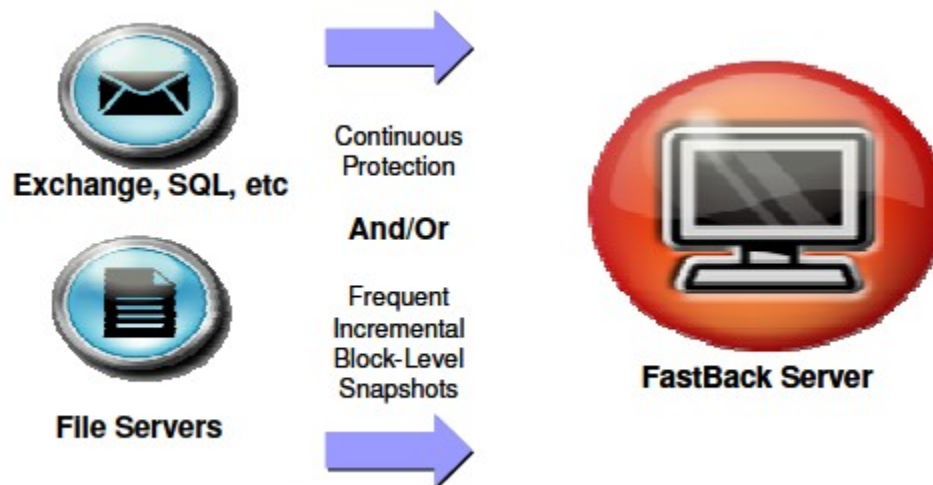 Exchange, SQL, etc
File Servers
Continuous
Protection
And/Or
Frequent
Incremental
Block-Level
Snapshots
FastBack Server